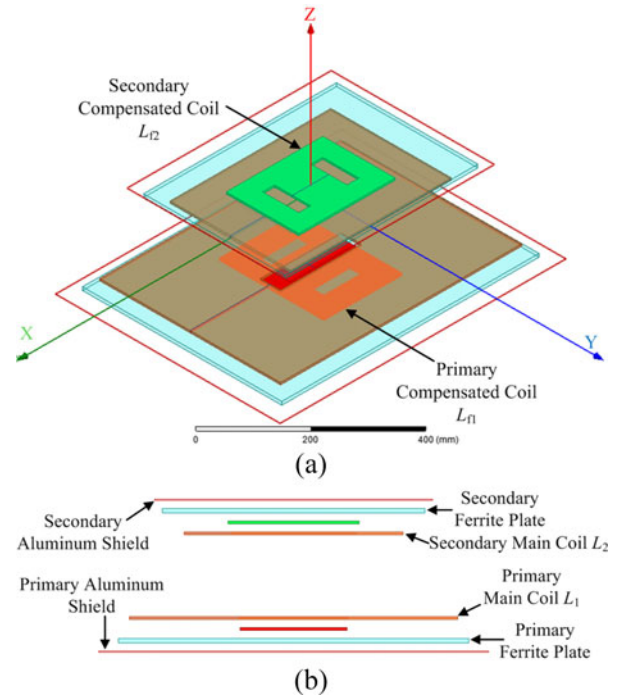 Z
Secondary
Compensated Coil
Lf2
X
Y
Primary
Compensated Coil
Lf1
0 200 400 (mm)
(a)
Secondary
Aluminum Shield
Secondary
Ferrite Plate
Secondary Main Coil L2
Primary Aluminum
Shield
Primary
Main Coil L1
Primary
Ferrite Plate
(b)